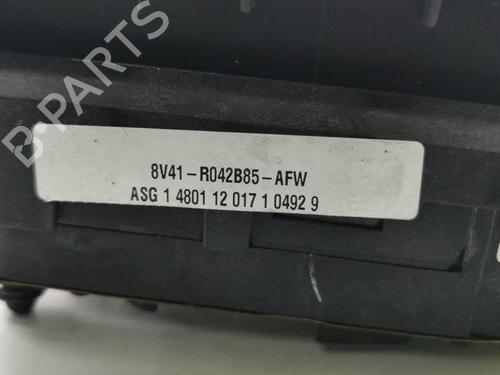 B-PARTS
8V41-R042B85-AFW
ASG 1 4801 12 017 1 0492 9